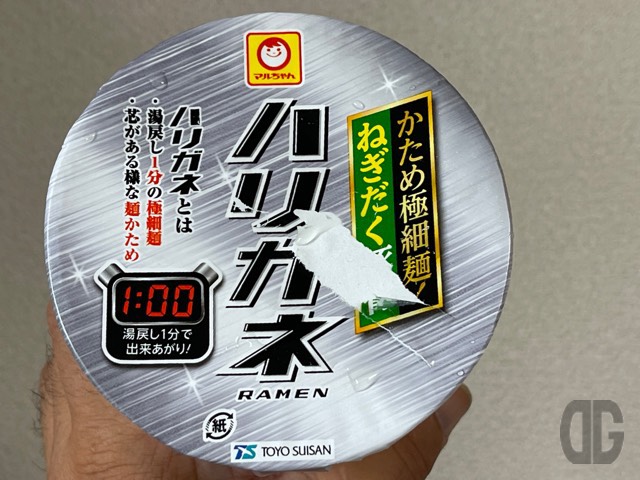 マルちゃん
かため極細麺!
ねぎだく
ハリガネ
RAMEN
ハリガネとは
・湯戻し1分の極細麺
・芯がある様な麺かため
1:00
湯戻し1分で
出来あがり!
紙
TS TOYO SUISAN
DG